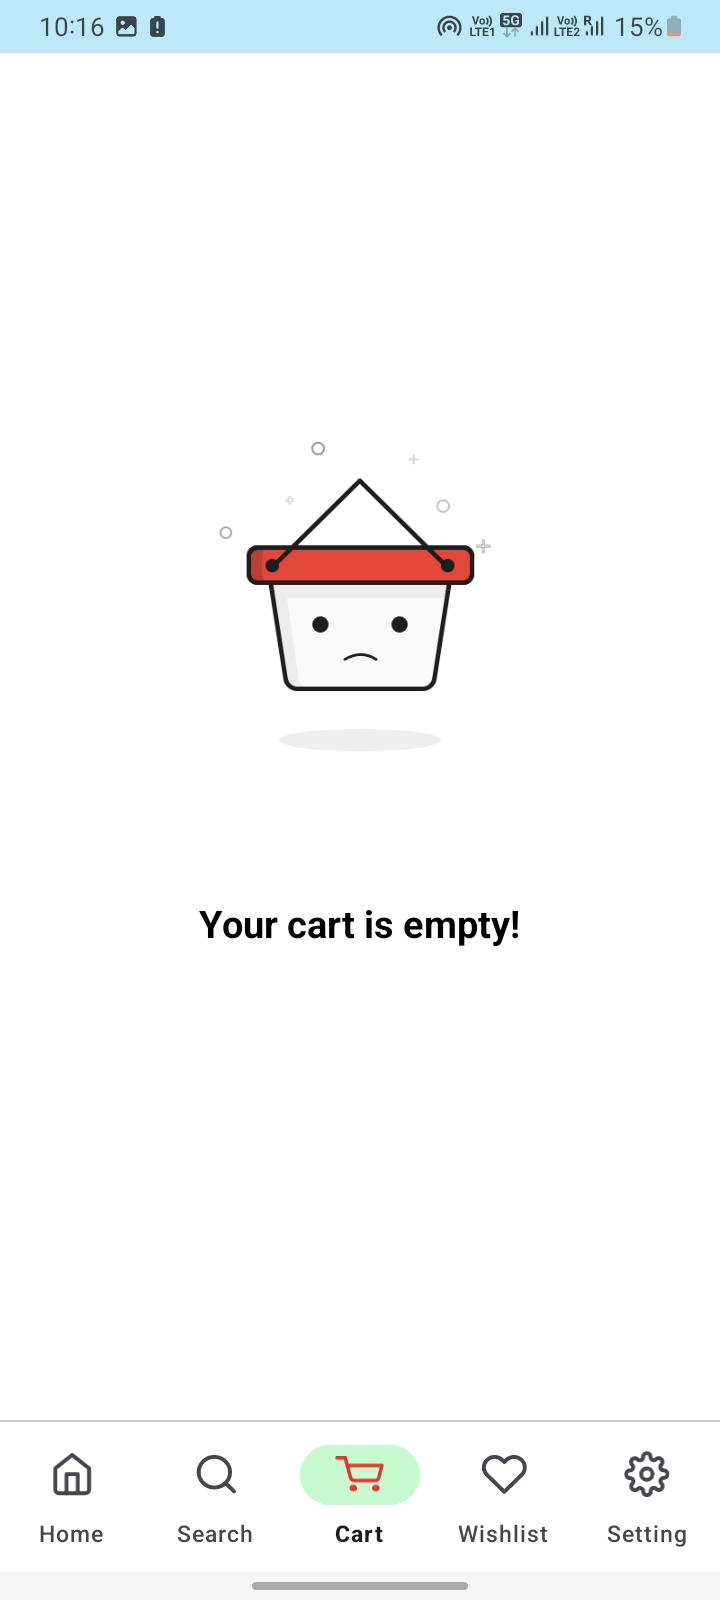 10:16 Vo) LTE1 5G Vo) LTE2 R 15%
Your cart is empty!
Home Search Cart Wishlist Setting